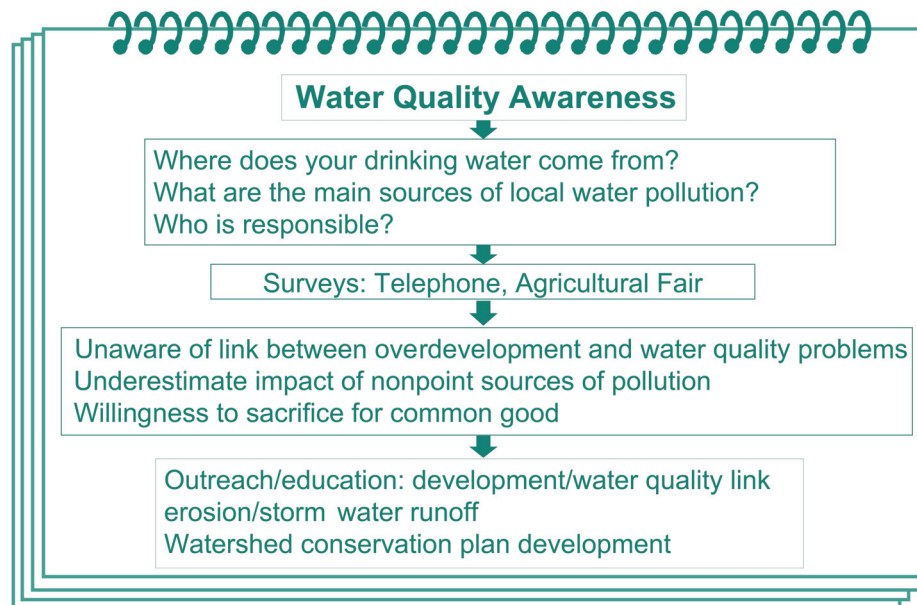 Water Quality Awareness
Where does your drinking water come from?
What are the main sources of local water pollution?
Who is responsible?
Surveys: Telephone, Agricultural Fair
Unaware of link between overdevelopment and water quality problems
Underestimate impact of nonpoint sources of pollution
Willingness to sacrifice for common good
Outreach/education: development/water quality link
erosion/storm water runoff
Watershed conservation plan development